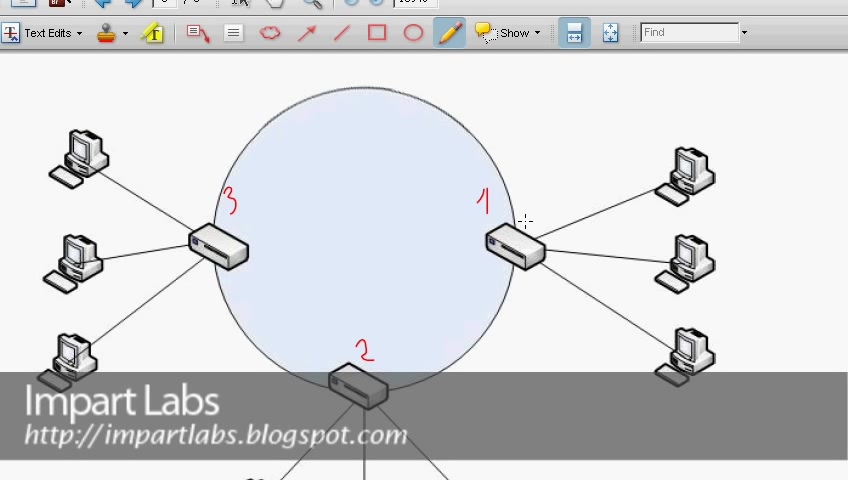 Text Edits
Show
Find
3
1
2
Impart Labs
http://impartlabs.blogspot.com